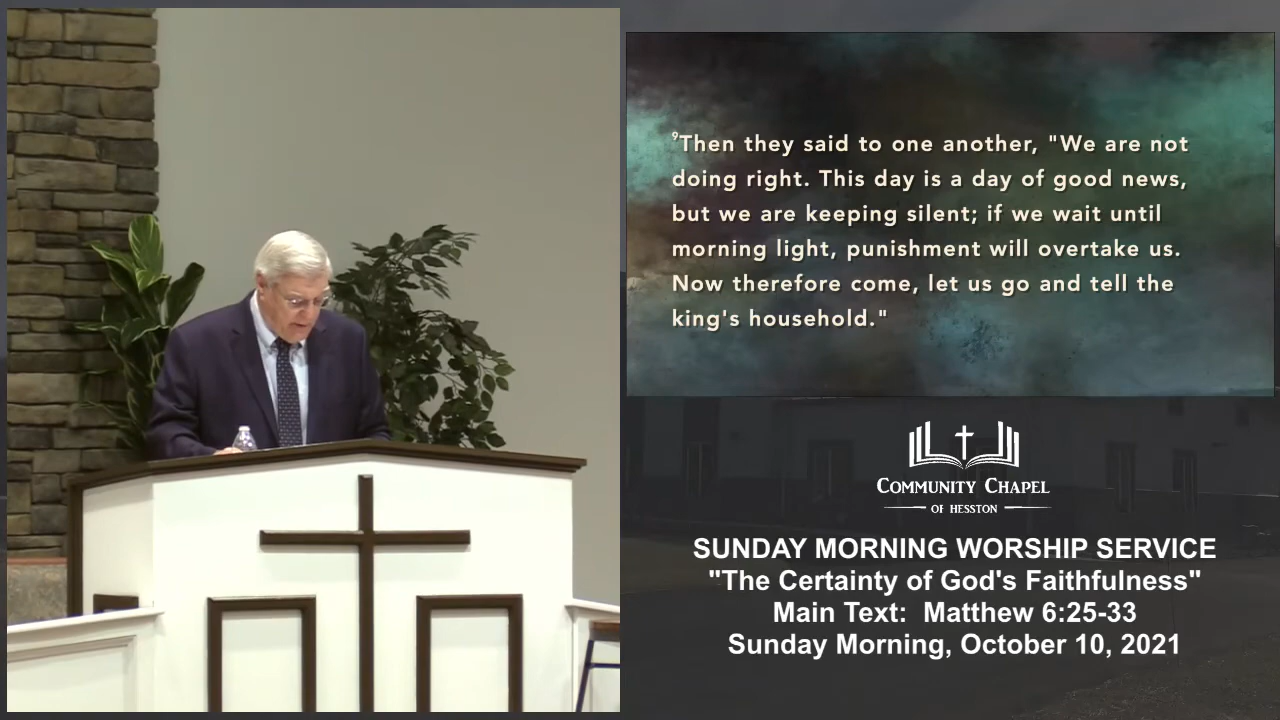 ⁹Then they said to one another, "We are not
doing right. This day is a day of good news,
but we are keeping silent; if we wait until
morning light, punishment will overtake us.
Now therefore come, let us go and tell the
king's household."
COMMUNITY CHAPEL
OF HESSTON
SUNDAY MORNING WORSHIP SERVICE
"The Certainty of God's Faithfulness"
Main Text:  Matthew 6:25-33
Sunday Morning, October 10, 2021